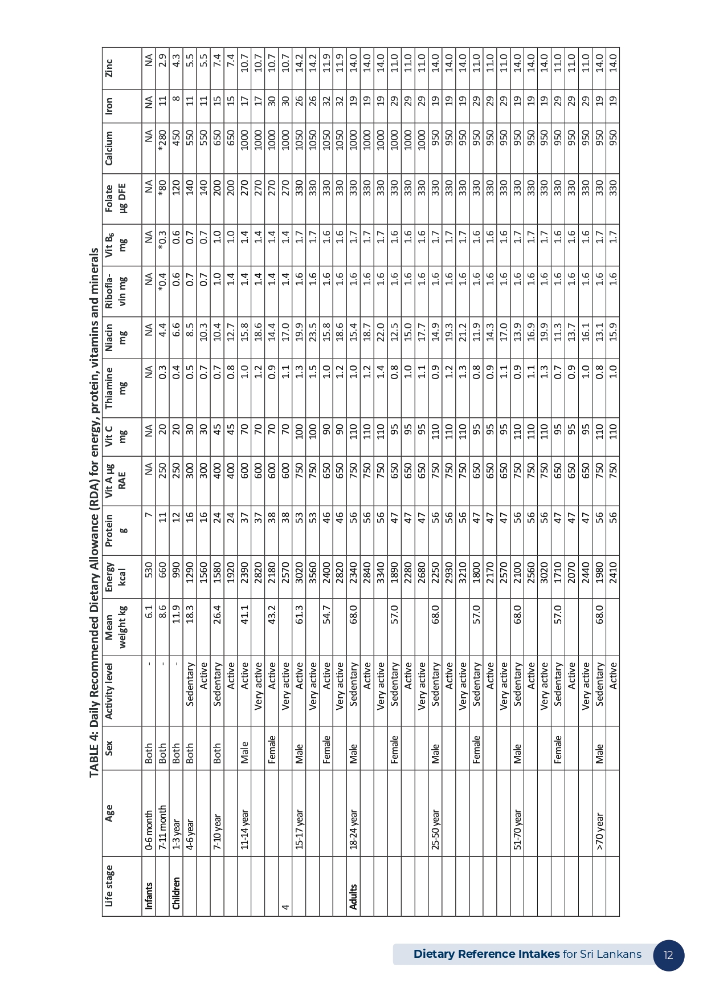 TABLE 4: Daily Recommended Dietary Allowance (RDA) for energy, protein, vitamins and minerals
Life stage Age Sex Activity level Mean weight kg Energy kcal Protein g Vit A µg RAE Vit C mg Thiamine mg Niacin mg Ribofla-vin mg Vit B6 mg Folate µg DFE Calcium Iron Zinc
Infants 0-6 month Both - 6.1 530 7 NA NA NA NA NA NA NA NA NA NA
7-11 month Both - 8.6 660 11 250 20 0.3 4.4 *0.4 *0.3 *80 *280 11 2.9
Children 1-3 year Both - 11.9 990 12 250 20 0.4 6.6 0.6 0.6 120 450 8 4.3
4-6 year Both Sedentary 18.3 1290 16 300 30 0.5 8.5 0.7 0.7 140 550 11 5.5
Active 1560 16 300 30 0.7 10.3 0.7 0.7 140 550 11 5.5
7-10 year Both Sedentary 26.4 1580 24 400 45 0.7 10.4 1.0 1.0 200 650 15 7.4
Active 1920 24 400 45 0.8 12.7 1.4 1.0 200 650 15 7.4
11-14 year Male Active 41.1 2390 37 600 70 1.0 15.8 1.4 1.4 270 1000 17 10.7
Very active 2820 37 600 70 1.2 18.6 1.4 1.4 270 1000 17 10.7
Female Active 43.2 2180 38 600 70 0.9 14.4 1.4 1.4 270 1000 30 10.7
4 Very active 2570 38 600 70 1.1 17.0 1.4 1.4 270 1000 30 10.7
15-17 year Male Active 61.3 3020 53 750 100 1.3 19.9 1.6 1.7 330 1050 26 14.2
Very active 3560 53 750 100 1.5 23.5 1.6 1.7 330 1050 26 14.2
Female Active 54.7 2400 46 650 90 1.0 15.8 1.6 1.6 330 1050 32 11.9
Very active 2820 46 650 90 1.2 18.6 1.6 1.6 330 1050 32 11.9
Adults 18-24 year Male Sedentary 68.0 2340 56 750 110 1.0 15.4 1.6 1.7 330 1000 19 14.0
Active 2840 56 750 110 1.2 18.7 1.6 1.7 330 1000 19 14.0
Very active 3340 56 750 110 1.4 22.0 1.6 1.7 330 1000 19 14.0
Female Sedentary 57.0 1890 47 650 95 0.8 12.5 1.6 1.6 330 1000 29 11.0
Active 2280 47 650 95 1.0 15.0 1.6 1.6 330 1000 29 11.0
Very active 2680 47 650 95 1.1 17.7 1.6 1.6 330 1000 29 11.0
25-50 year Male Sedentary 68.0 2250 56 750 110 0.9 14.9 1.6 1.7 330 950 19 14.0
Active 2930 56 750 110 1.2 19.3 1.6 1.7 330 950 19 14.0
Very active 3210 56 750 110 1.3 21.2 1.6 1.7 330 950 19 14.0
Female Sedentary 57.0 1800 47 650 95 0.8 11.9 1.6 1.6 330 950 29 11.0
Active 2170 47 650 95 0.9 14.3 1.6 1.6 330 950 29 11.0
Very active 2570 47 650 95 1.1 17.0 1.6 1.6 330 950 29 11.0
51-70 year Male Sedentary 68.0 2100 56 750 110 0.9 13.9 1.6 1.7 330 950 19 14.0
Active 2560 56 750 110 1.1 16.9 1.6 1.7 330 950 19 14.0
Very active 3020 56 750 110 1.3 19.9 1.6 1.7 330 950 19 14.0
Female Sedentary 57.0 1710 47 650 95 0.7 11.3 1.6 1.6 330 950 29 11.0
Active 2070 47 650 95 0.9 13.7 1.6 1.6 330 950 29 11.0
Very active 2440 47 650 95 1.0 16.1 1.6 1.6 330 950 29 11.0
>70 year Male Sedentary 68.0 1980 56 750 110 0.8 13.1 1.6 1.7 330 950 19 14.0
Active 2410 56 750 110 1.0 15.9 1.6 1.7 330 950 19 14.0
Dietary Reference Intakes for Sri Lankans 12